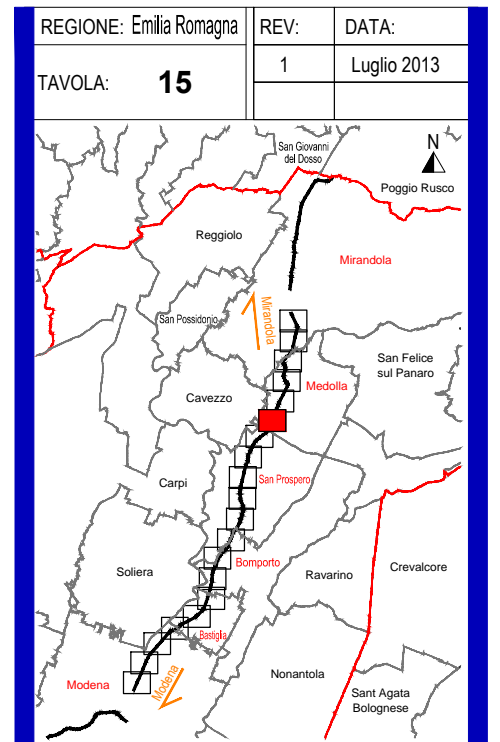 REGIONE: Emilia Romagna
REV:
DATA:
TAVOLA: 15
1
Luglio 2013
San Giovanni
del Dosso
N
Poggio Rusco
Reggiolo
Mirandola
Mirandola
San Possidonio
San Felice
sul Panaro
Medolla
Cavezzo
Carpi
San Prospero
Bomporto
Soliera
Ravarino
Crevalcore
Bastiglia
Modena
Modena
Nonantola
Sant Agata
Bolognese